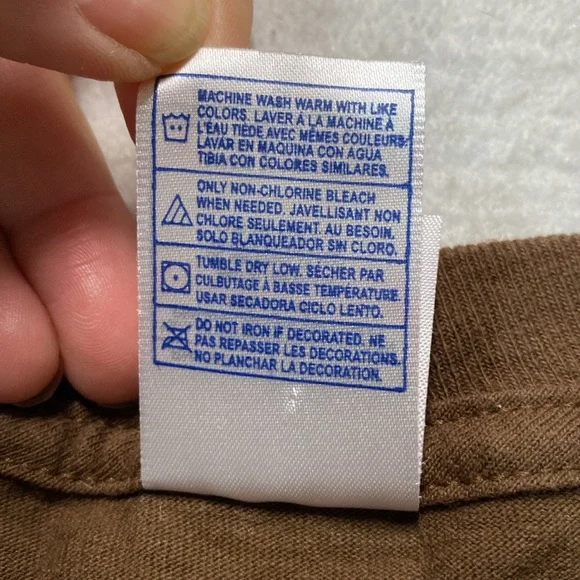 MACHINE WASH WARM WITH LIKE
COLORS. LAVER À LA MACHINE À
L'EAU TIÈDE AVEC MÊMES COULEURS.
LAVAR EN MAQUINA CON AGUA
TIBIA CON COLORES SIMILARES.
ONLY NON-CHLORINE BLEACH
WHEN NEEDED. JAVELLISANT NON
CHLORE SEULEMENT. AU BESOIN.
SOLO BLANQUEADOR SIN CLORO.
TUMBLE DRY LOW. SÉCHER PAR
CULBUTAGE À BASSE TEMPÉRATURE.
USAR SECADORA CICLO LENTO.
DO NOT IRON IF DECORATED. NE
PAS REPASSER LES DÉCORATIONS.
NO PLANCHAR LA DECORACION.